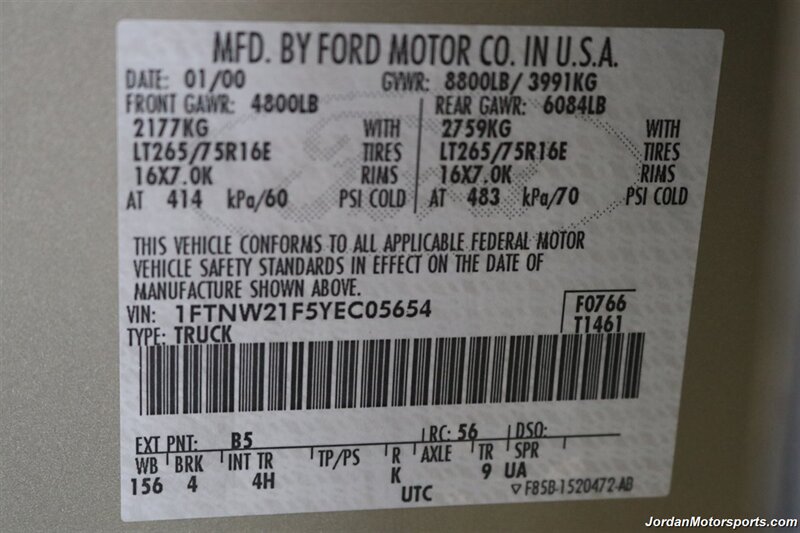 MFD. BY FORD MOTOR CO. IN U.S.A.
DATE: 01/00 GVWR: 8800LB/ 3991KG
FRONT GAWR: 4800LB REAR GAWR: 6084LB
2177KG WITH 2759KG WITH
LT265/75R16E TIRES LT265/75R16E TIRES
16X7.0K RIMS 16X7.0K RIMS
AT 414 kPa/60 PSI COLD AT 483 kPa/70 PSI COLD
THIS VEHICLE CONFORMS TO ALL APPLICABLE FEDERAL MOTOR
VEHICLE SAFETY STANDARDS IN EFFECT ON THE DATE OF
MANUFACTURE SHOWN ABOVE.
VIN: 1FTNW21F5YEC05654 F0766
TYPE: TRUCK T1461
EXT PNT: B5 RC: 56 DSO:
WB BRK INT TR TP/PS R AXLE TR SPR
156 4 4H K 9 UA
UTC F85B-1520472-AB
JordanMotorsports.com